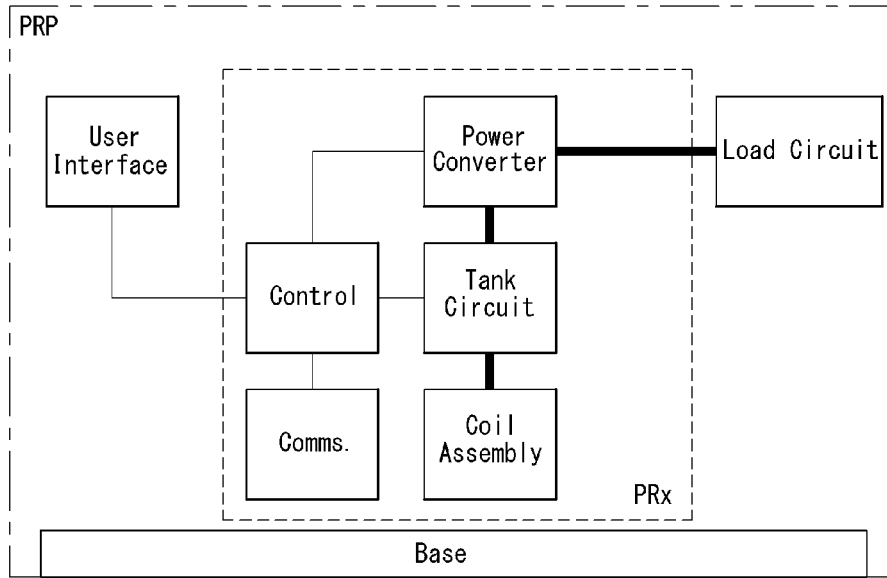 PRP
User
Interface
Power
Converter
Load Circuit
Control
Tank
Circuit
Comms.
Coil
Assembly
PRx
Base